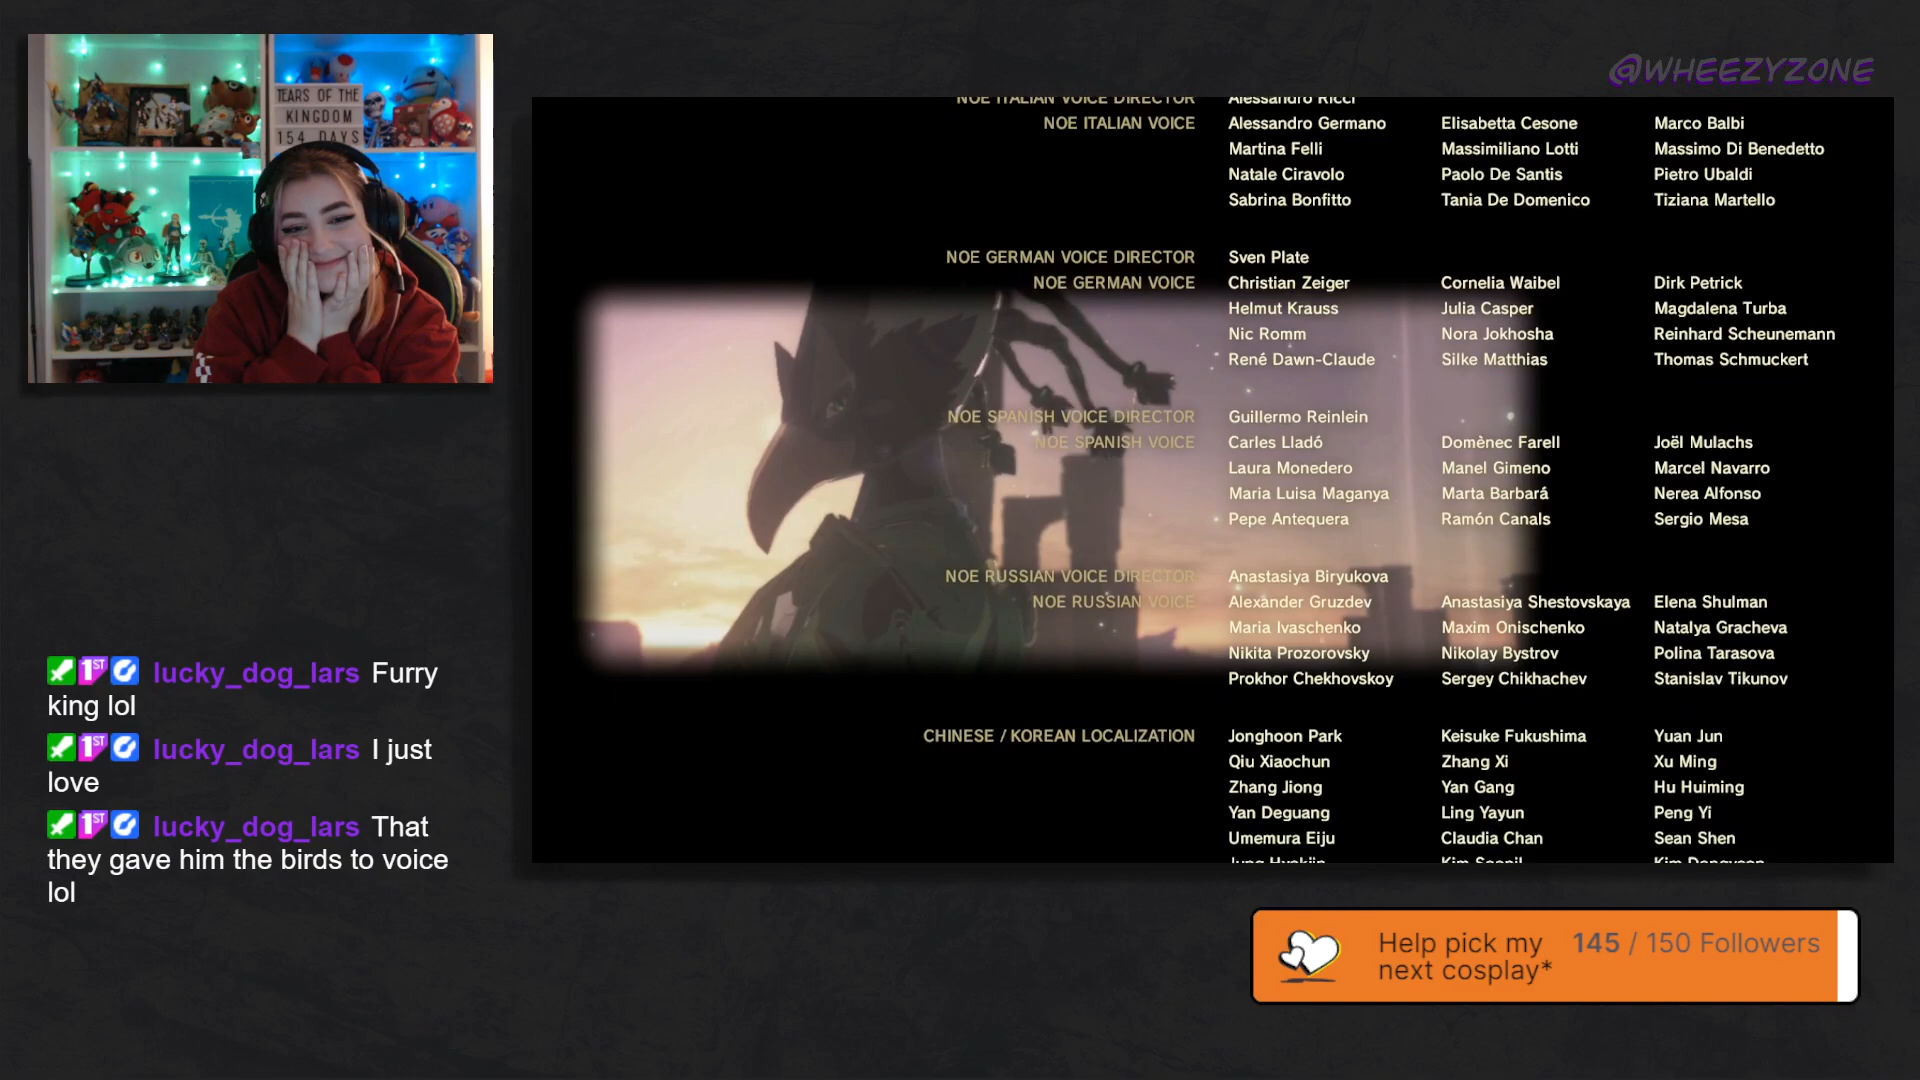 TEARS OF THE
KINGDOM
154 DAYS
@WHEEZYZONE
NOE ITALIAN VOICE DIRECTOR Alessandro Ricci
NOE ITALIAN VOICE Alessandro Germano Elisabetta Cesone Marco Balbi
Martina Felli Massimiliano Lotti Massimo Di Benedetto
Natale Ciravolo Paolo De Santis Pietro Ubaldi
Sabrina Bonfitto Tania De Domenico Tiziana Martello
NOE GERMAN VOICE DIRECTOR Sven Plate
NOE GERMAN VOICE Christian Zeiger Cornelia Waibel Dirk Petrick
Helmut Krauss Julia Casper Magdalena Turba
Nic Romm Nora Jokhosha Reinhard Scheunemann
René Dawn-Claude Silke Matthias Thomas Schmuckert
NOE SPANISH VOICE DIRECTOR Guillermo Reinlein
NOE SPANISH VOICE Carles Lladó Domènec Farell Joël Mulachs
Laura Monedero Manel Gimeno Marcel Navarro
Maria Luisa Maganya Marta Barbará Nerea Alfonso
Pepe Antequera Ramón Canals Sergio Mesa
NOE RUSSIAN VOICE DIRECTOR Anastasiya Biryukova
NOE RUSSIAN VOICE Alexander Gruzdev Anastasiya Shestovskaya Elena Shulman
Maria Ivaschenko Maxim Onischenko Natalya Gracheva
Nikita Prozorovsky Nikolay Bystrov Polina Tarasova
Prokhor Chekhovskoy Sergey Chikhachev Stanislav Tikunov
CHINESE / KOREAN LOCALIZATION Jonghoon Park Keisuke Fukushima Yuan Jun
Qiu Xiaochun Zhang Xi Xu Ming
Zhang Jiong Yan Gang Hu Huiming
Yan Deguang Ling Yayun Peng Yi
Umemura Eiju Claudia Chan Sean Shen
1ST lucky_dog_lars Furry
king lol
1ST lucky_dog_lars I just
love
1ST lucky_dog_lars That
they gave him the birds to voice
lol
Help pick my 145 / 150 Followers
next cosplay*